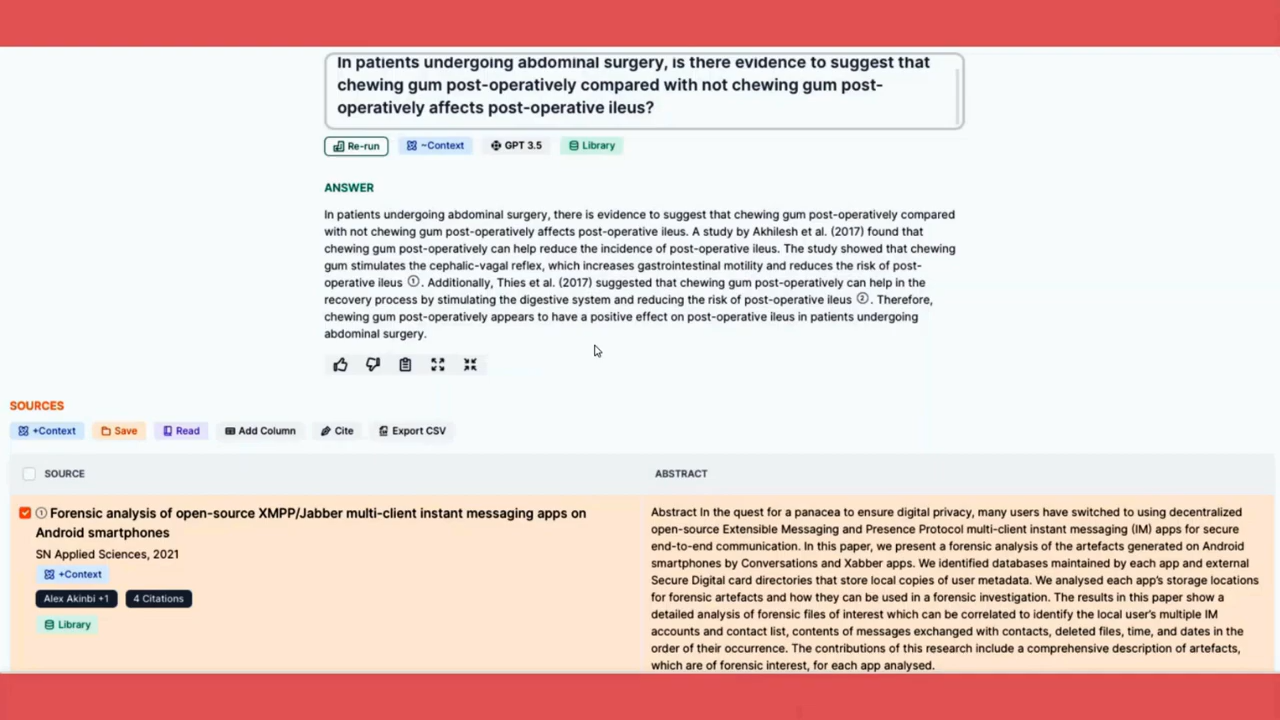 In patients undergoing abdominal surgery, is there evidence to suggest that
chewing gum post-operatively compared with not chewing gum post-
operatively affects post-operative ileus?
Re-run ~Context GPT 3.5 Library
ANSWER
In patients undergoing abdominal surgery, there is evidence to suggest that chewing gum post-operatively compared
with not chewing gum post-operatively affects post-operative ileus. A study by Akhilesh et al. (2017) found that
chewing gum post-operatively can help reduce the incidence of post-operative ileus. The study showed that chewing
gum stimulates the cephalic-vagal reflex, which increases gastrointestinal motility and reduces the risk of post-
operative ileus ①. Additionally, Thies et al. (2017) suggested that chewing gum post-operatively can help in the
recovery process by stimulating the digestive system and reducing the risk of post-operative ileus ②. Therefore,
chewing gum post-operatively appears to have a positive effect on post-operative ileus in patients undergoing
abdominal surgery.
SOURCES
+Context Save Read Add Column Cite Export CSV
SOURCE ABSTRACT
① Forensic analysis of open-source XMPP/Jabber multi-client instant messaging apps on
Android smartphones
SN Applied Sciences, 2021
+Context
Alex Akinbi +1 4 Citations
Library
Abstract In the quest for a panacea to ensure digital privacy, many users have switched to using decentralized
open-source Extensible Messaging and Presence Protocol multi-client instant messaging (IM) apps for secure
end-to-end communication. In this paper, we present a forensic analysis of the artefacts generated on Android
smartphones by Conversations and Xabber apps. We identified databases maintained by each app and external
Secure Digital card directories that store local copies of user metadata. We analysed each app's storage locations
for forensic artefacts and how they can be used in a forensic investigation. The results in this paper show a
detailed analysis of forensic files of interest which can be correlated to identify the local user's multiple IM
accounts and contact list, contents of messages exchanged with contacts, deleted files, time, and dates in the
order of their occurrence. The contributions of this research include a comprehensive description of artefacts,
which are of forensic interest, for each app analysed.